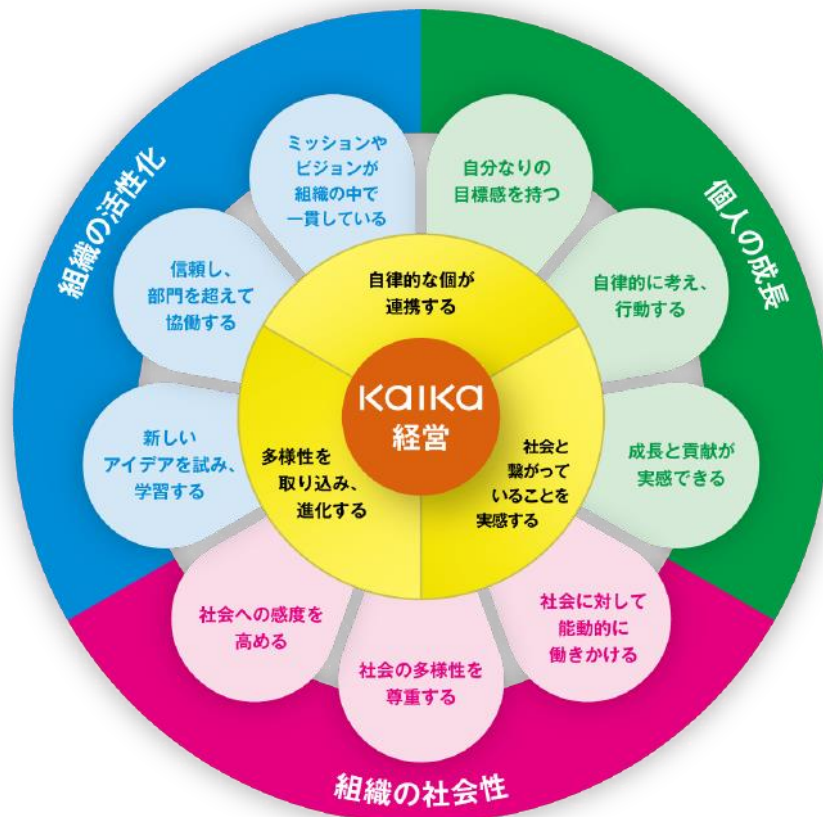 組織の活性化
ミッションや
ビジョンが
組織の中で
一貫している
信頼し、
部門を超えて
協働する
新しい
アイデアを試み、
学習する
個人の成長
自分なりの
目標感を持つ
自律的に考え、
行動する
成長と貢献が
実感できる
自律的な個が
連携する
KAIKA
経営
多様性を
取り込み、
進化する
社会と
繋がって
いることを
実感する
社会への感度を
高める
社会の多様性を
尊重する
社会に対して
能動的に
働きかける
組織の社会性